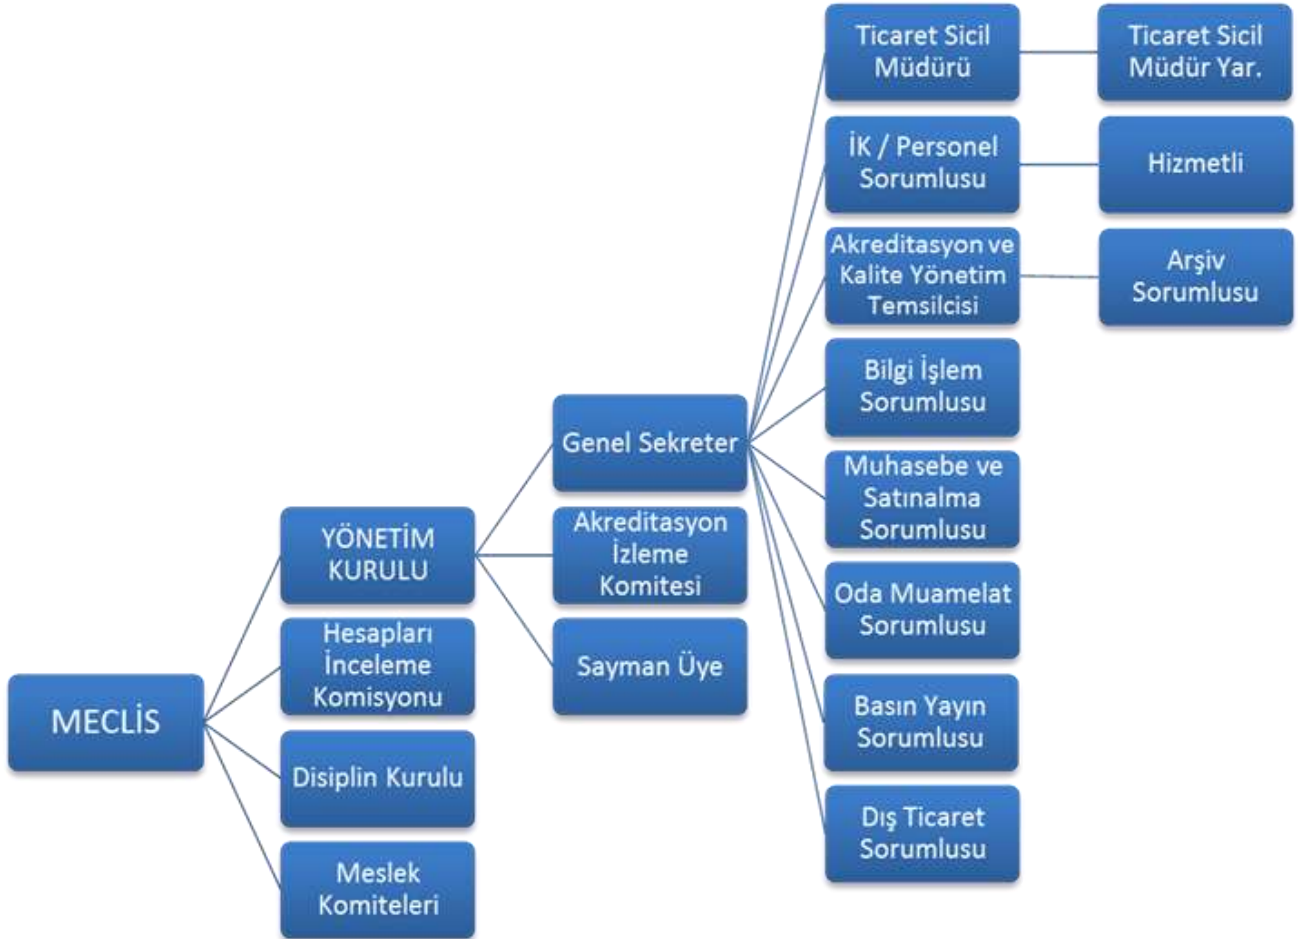 MECLİS
YÖNETİM
KURULU
Hesapları
İnceleme
Komisyonu
Disiplin Kurulu
Meslek
Komiteleri
Genel Sekreter
Akreditasyon
İzleme
Komitesi
Sayman Üye
Ticaret Sicil
Müdürü
İK / Personel
Sorumlusu
Akreditasyon ve
Kalite Yönetim
Temsilcisi
Bilgi İşlem
Sorumlusu
Muhasebe ve
Satınalma
Sorumlusu
Oda Muamelat
Sorumlusu
Basın Yayın
Sorumlusu
Dış Ticaret
Sorumlusu
Ticaret Sicil
Müdür Yar.
Hizmetli
Arşiv
Sorumlusu